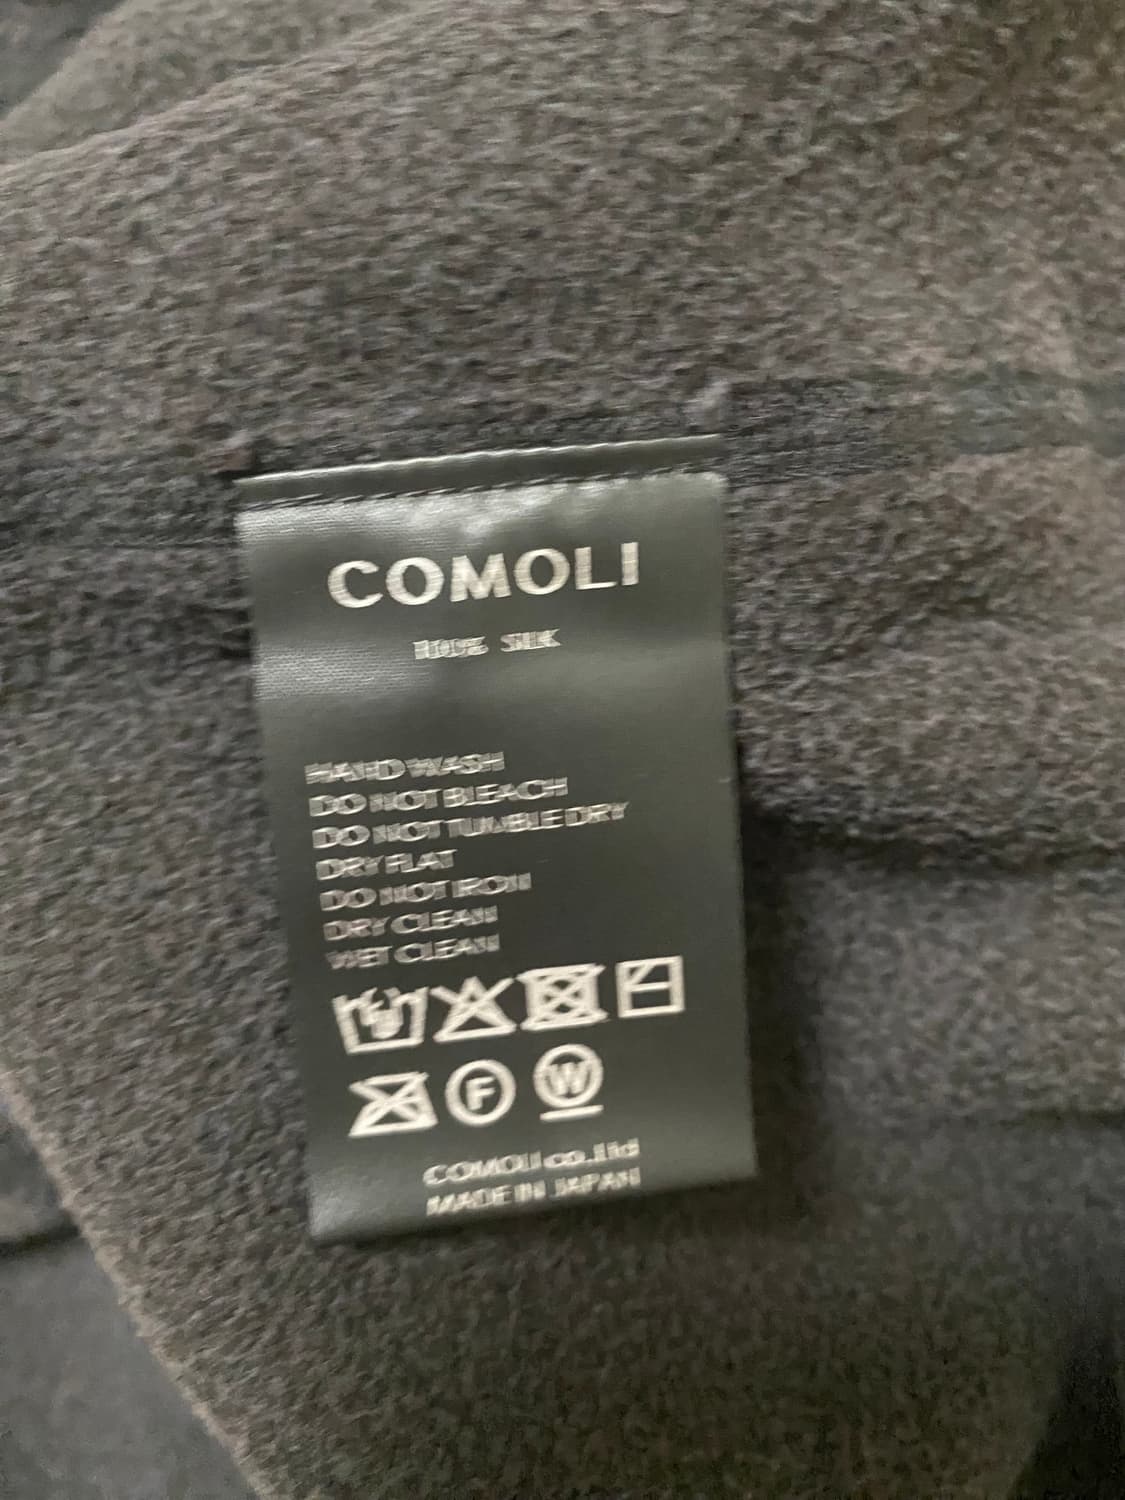 COMOLI
100% SILK
HAND WASH
DO NOT BLEACH
DO NOT TUMBLE DRY
DRY FLAT
DO NOT IRON
DRY CLEAN
WET CLEAN
F W
COMOLI co.,Ltd
MADE IN JAPAN